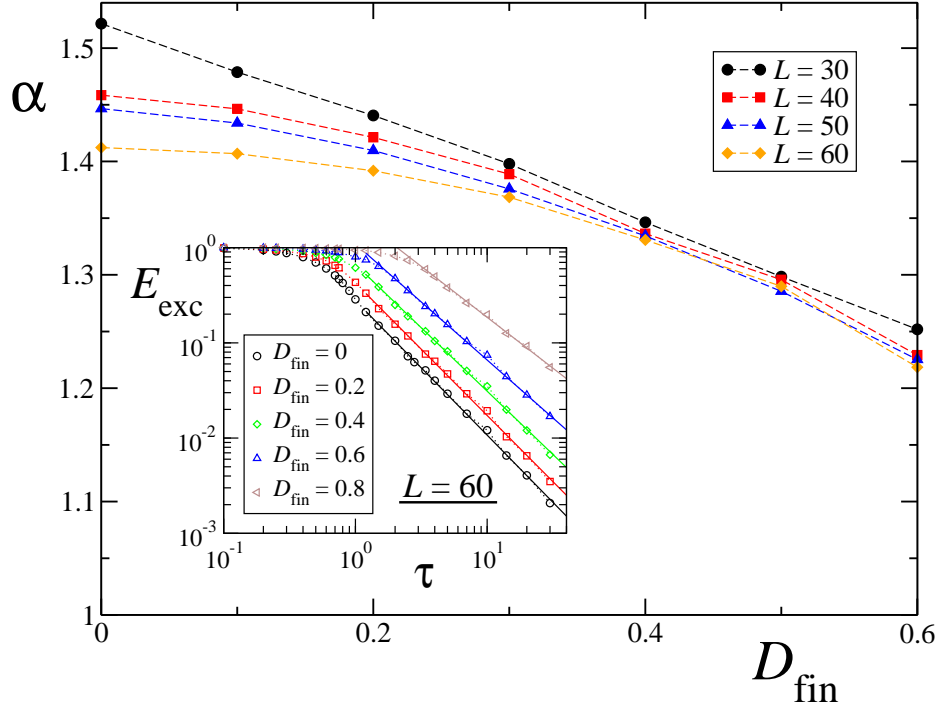 α
1.5
1.4
1.3
1.2
1.1
1
0
0.2
0.4
0.6
D_fin
L = 30
L = 40
L = 50
L = 60
E_exc
10^0
10^-1
10^-2
10^-3
10^-1
10^0
10^1
τ
D_fin = 0
D_fin = 0.2
D_fin = 0.4
D_fin = 0.6
D_fin = 0.8
L = 60